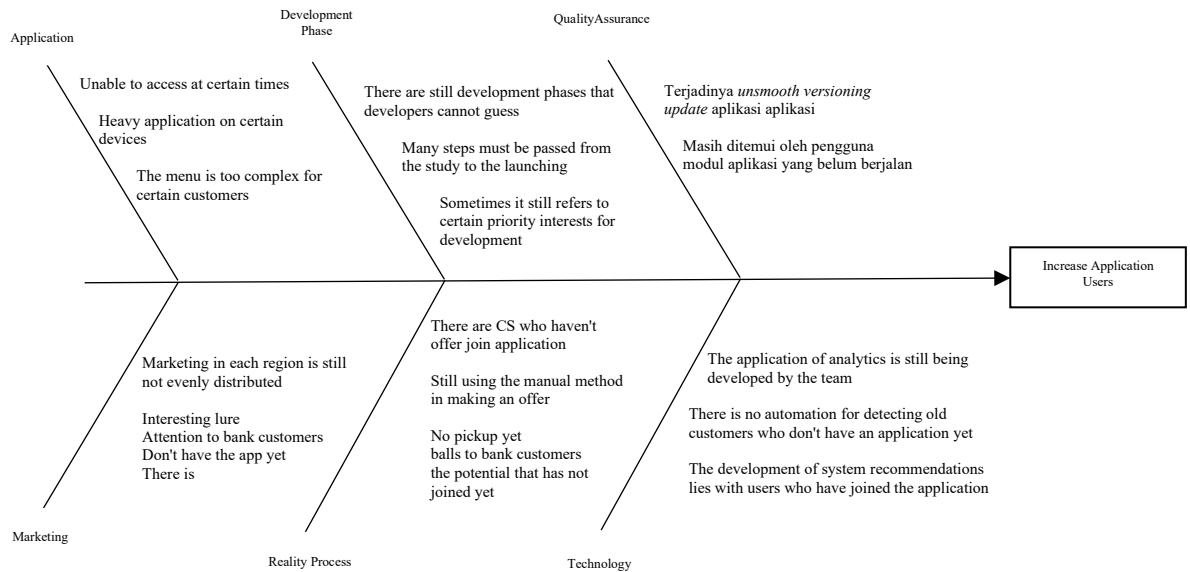 Application
Unable to access at certain times
Heavy application on certain
devices
The menu is too complex for
certain customers
Development
Phase
There are still development phases that
developers cannot guess
Many steps must be passed from
the study to the launching
Sometimes it still refers to
certain priority interests for
development
QualityAssurance
Terjadinya unsmooth versioning
update aplikasi aplikasi
Masih ditemui oleh pengguna
modul aplikasi yang belum berjalan
Increase Application
Users
Marketing in each region is still
not evenly distributed
Interesting lure
Attention to bank customers
Don't have the app yet
There is
Marketing
There are CS who haven't
offer join application
Still using the manual method
in making an offer
No pickup yet
balls to bank customers
the potential that has not
joined yet
Reality Process
The application of analytics is still being
developed by the team
There is no automation for detecting old
customers who don't have an application yet
The development of system recommendations
lies with users who have joined the application
Technology